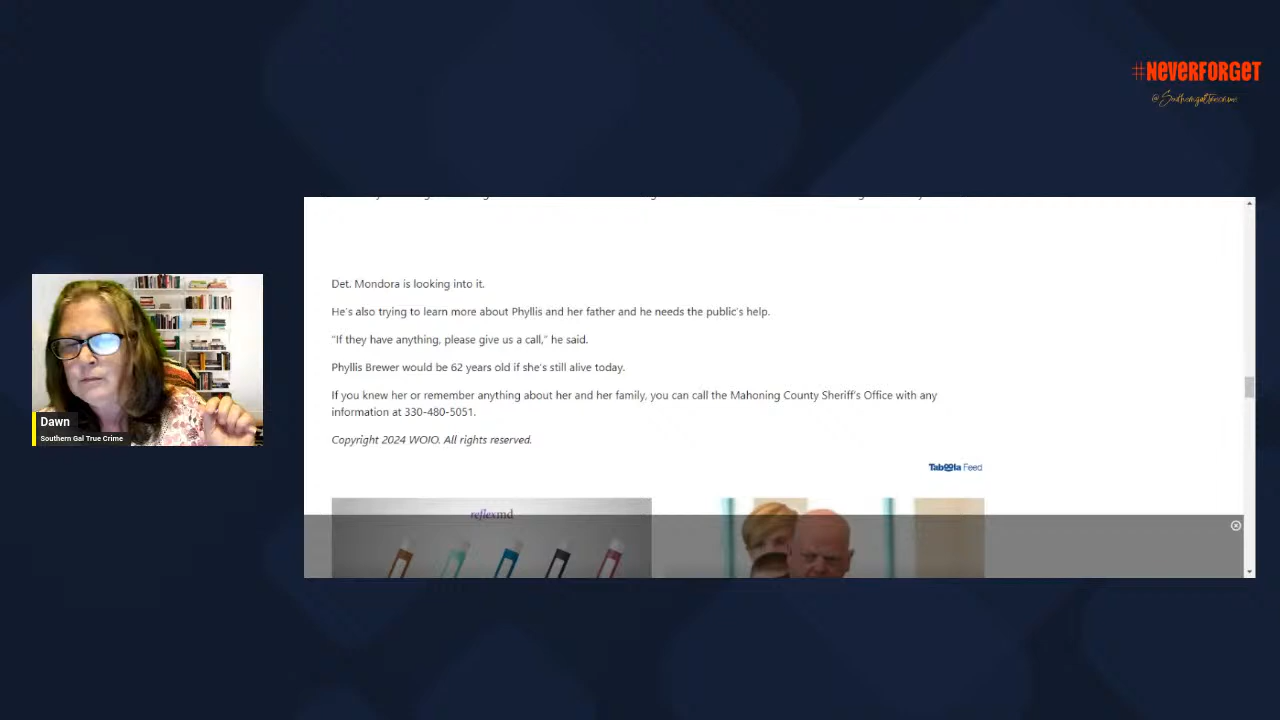 #NEVERFORGET
@Southerngaltruecrime
Det. Mondora is looking into it.
He's also trying to learn more about Phyllis and her father and he needs the public's help.
"If they have anything, please give us a call," he said.
Phyllis Brewer would be 62 years old if she's still alive today.
If you knew her or remember anything about her and her family, you can call the Mahoning County Sheriff's Office with any
information at 330-480-5051.
Copyright 2024 WOIO. All rights reserved.
Taboola Feed
reflexmd
Dawn
Southern Gal True Crime